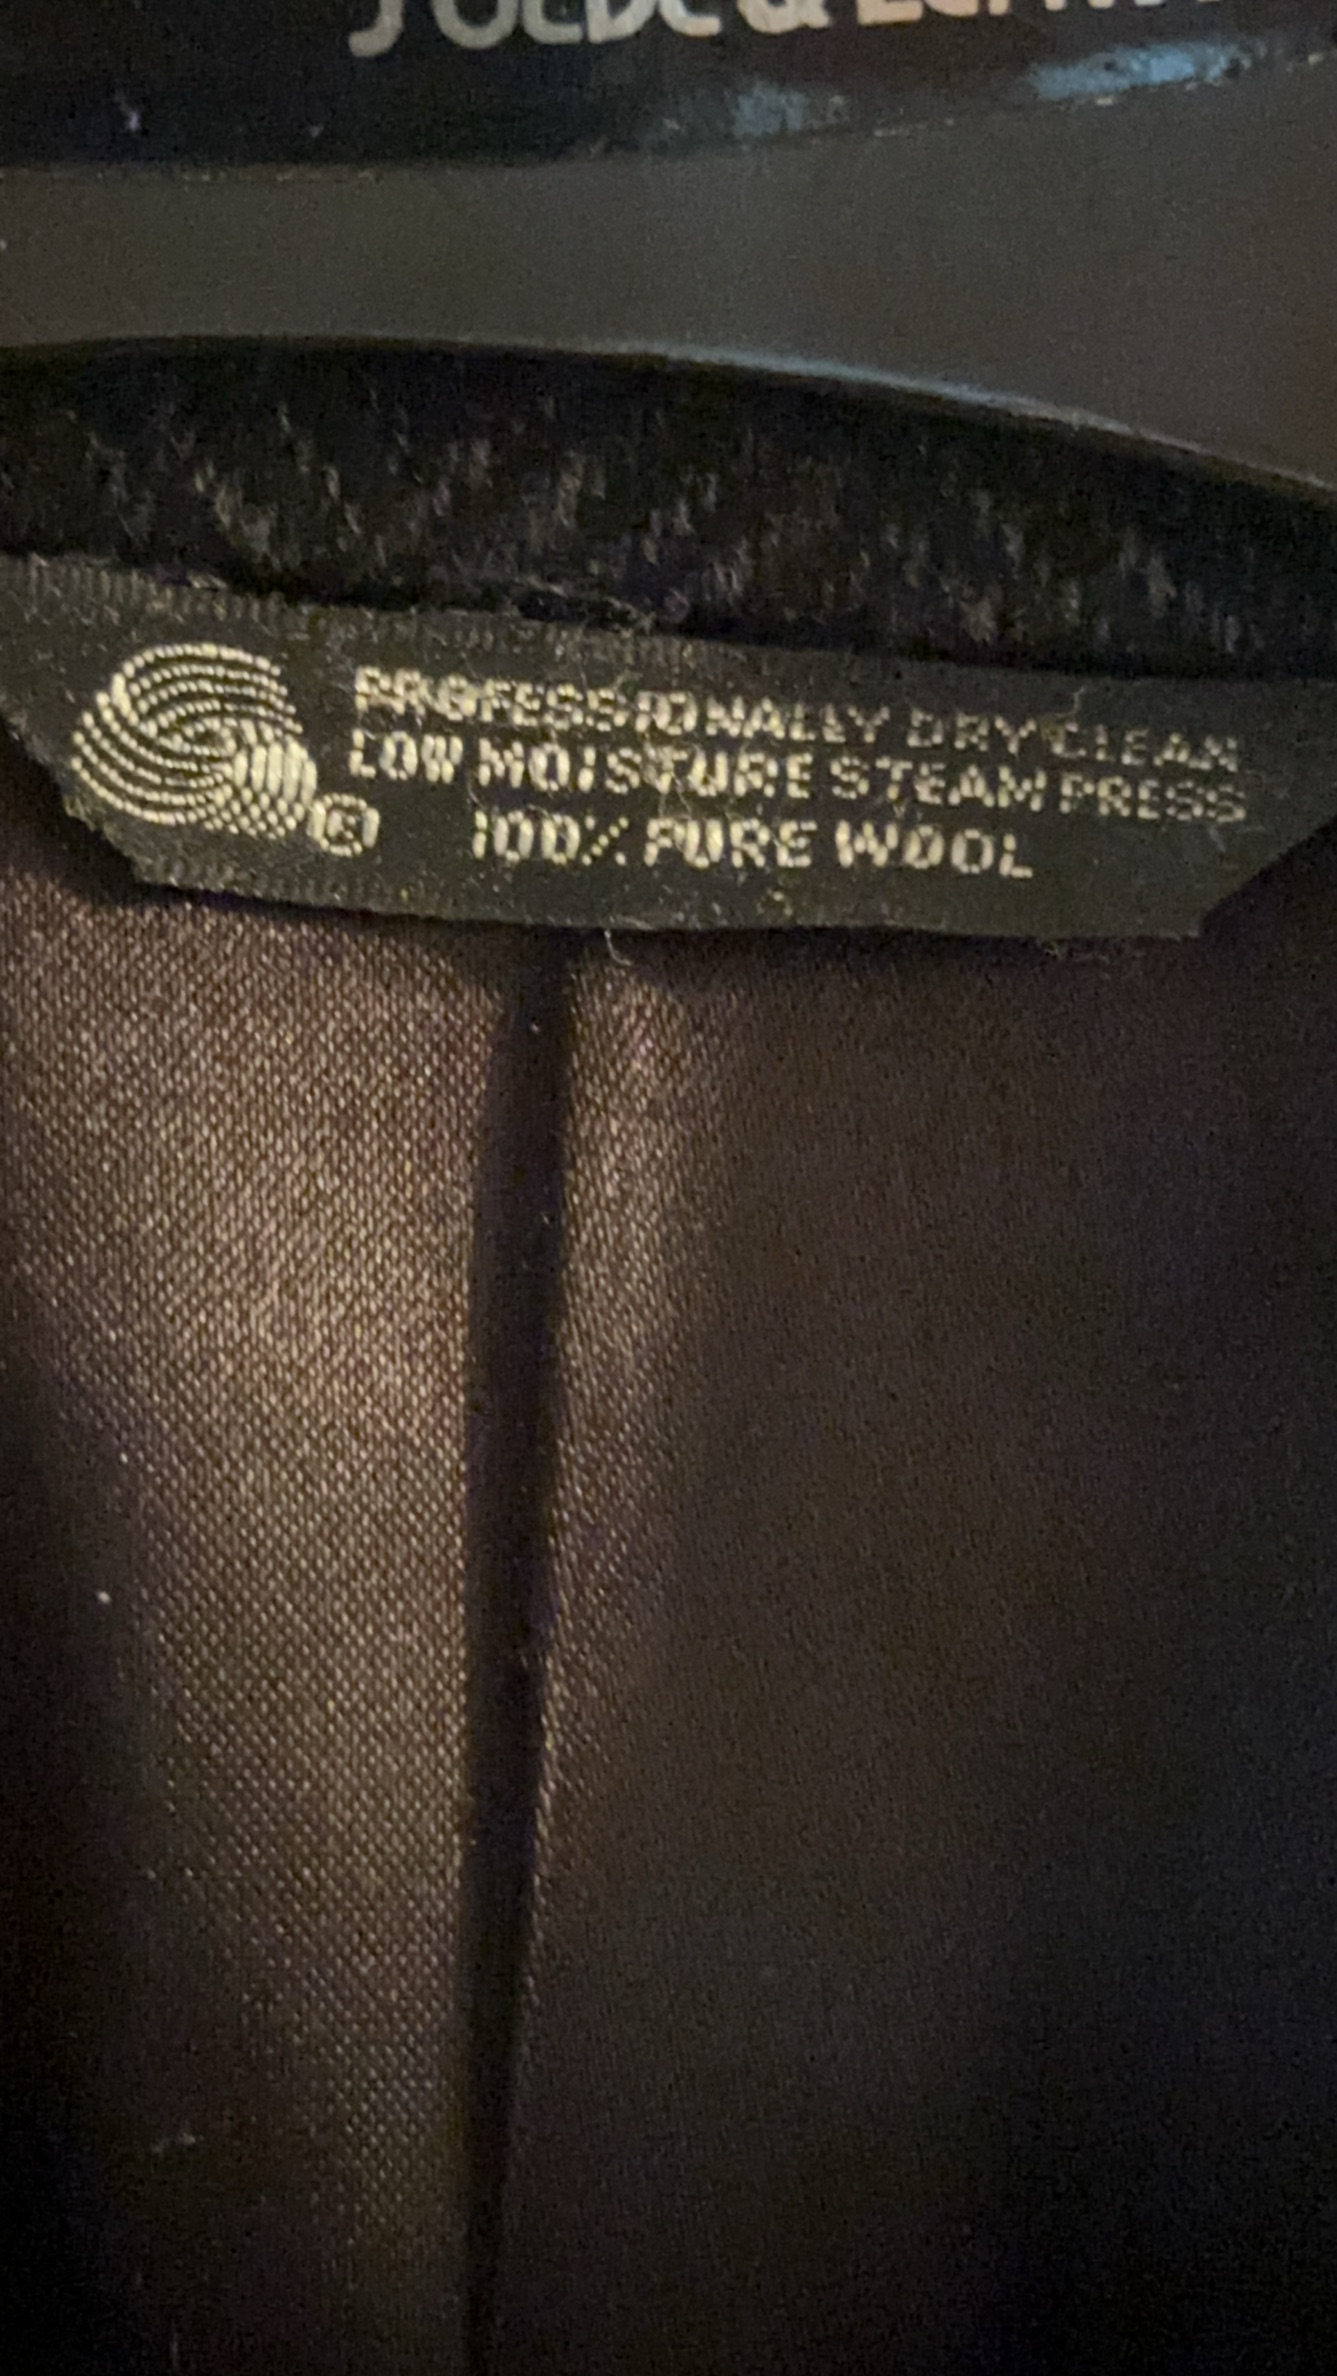 PROFESSIONALLY DRY CLEAN
LOW MOISTURE STEAM PRESS
®
100% PURE WOOL